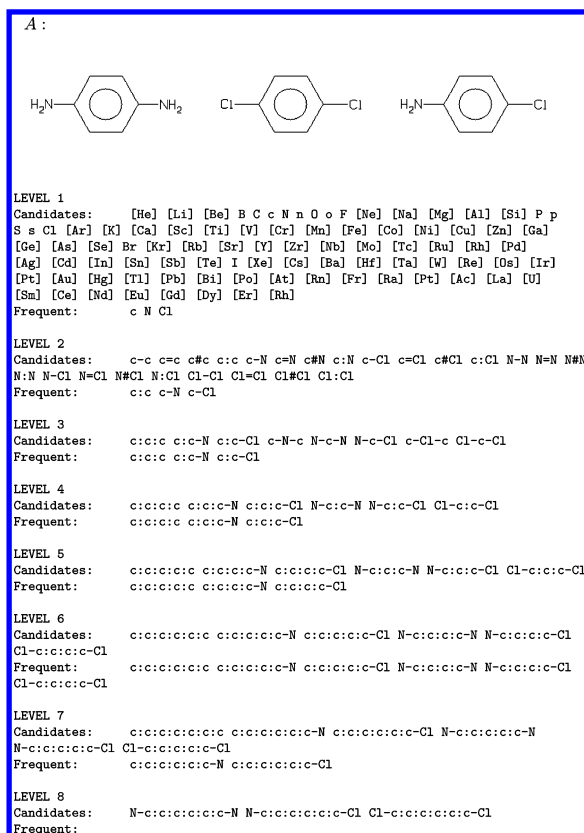 A :
H₂N NH₂ Cl Cl H₂N Cl
LEVEL 1
Candidates: [He] [Li] [Be] B C c N n O o F [Ne] [Na] [Mg] [Al] [Si] P p
S s Cl [Ar] [K] [Ca] [Sc] [Ti] [V] [Cr] [Mn] [Fe] [Co] [Ni] [Cu] [Zn] [Ga]
[Ge] [As] [Se] Br [Kr] [Rb] [Sr] [Y] [Zr] [Nb] [Mo] [Tc] [Ru] [Rh] [Pd]
[Ag] [Cd] [In] [Sn] [Sb] [Te] I [Xe] [Cs] [Ba] [Hf] [Ta] [W] [Re] [Os] [Ir]
[Pt] [Au] [Hg] [Tl] [Pb] [Bi] [Po] [At] [Rn] [Fr] [Ra] [Pt] [Ac] [La] [U]
[Sm] [Ce] [Nd] [Eu] [Gd] [Dy] [Er] [Rh]
Frequent: c N Cl
LEVEL 2
Candidates: c-c c=c c#c c:c c-N c=N c#N c:N c-Cl c=Cl c#Cl c:Cl N-N N=N N#N
N:N N-Cl N=Cl N#Cl N:Cl Cl-Cl Cl=Cl Cl#Cl Cl:Cl
Frequent: c:c c-N c-Cl
LEVEL 3
Candidates: c:c:c c:c-N c:c-Cl c-N-c N-c-N N-c-Cl c-Cl-c Cl-c-Cl
Frequent: c:c:c c:c-N c:c-Cl
LEVEL 4
Candidates: c:c:c:c c:c:c-N c:c:c-Cl N-c:c-N N-c:c-Cl Cl-c:c-Cl
Frequent: c:c:c:c c:c:c-N c:c:c-Cl
LEVEL 5
Candidates: c:c:c:c:c c:c:c:c-N c:c:c:c-Cl N-c:c:c-N N-c:c:c-Cl Cl-c:c:c-Cl
Frequent: c:c:c:c:c c:c:c:c-N c:c:c:c-Cl
LEVEL 6
Candidates: c:c:c:c:c:c c:c:c:c:c-N c:c:c:c:c-Cl N-c:c:c:c-N N-c:c:c:c-Cl
Cl-c:c:c:c-Cl
Frequent: c:c:c:c:c:c c:c:c:c:c-N c:c:c:c:c-Cl N-c:c:c:c-N N-c:c:c:c-Cl
Cl-c:c:c:c-Cl
LEVEL 7
Candidates: c:c:c:c:c:c:c c:c:c:c:c:c-N c:c:c:c:c:c-Cl N-c:c:c:c:c-N
N-c:c:c:c:c-Cl Cl-c:c:c:c:c-Cl
Frequent: c:c:c:c:c:c-N c:c:c:c:c:c-Cl
LEVEL 8
Candidates: N-c:c:c:c:c:c-N N-c:c:c:c:c:c-Cl Cl-c:c:c:c:c:c-Cl
Frequent: